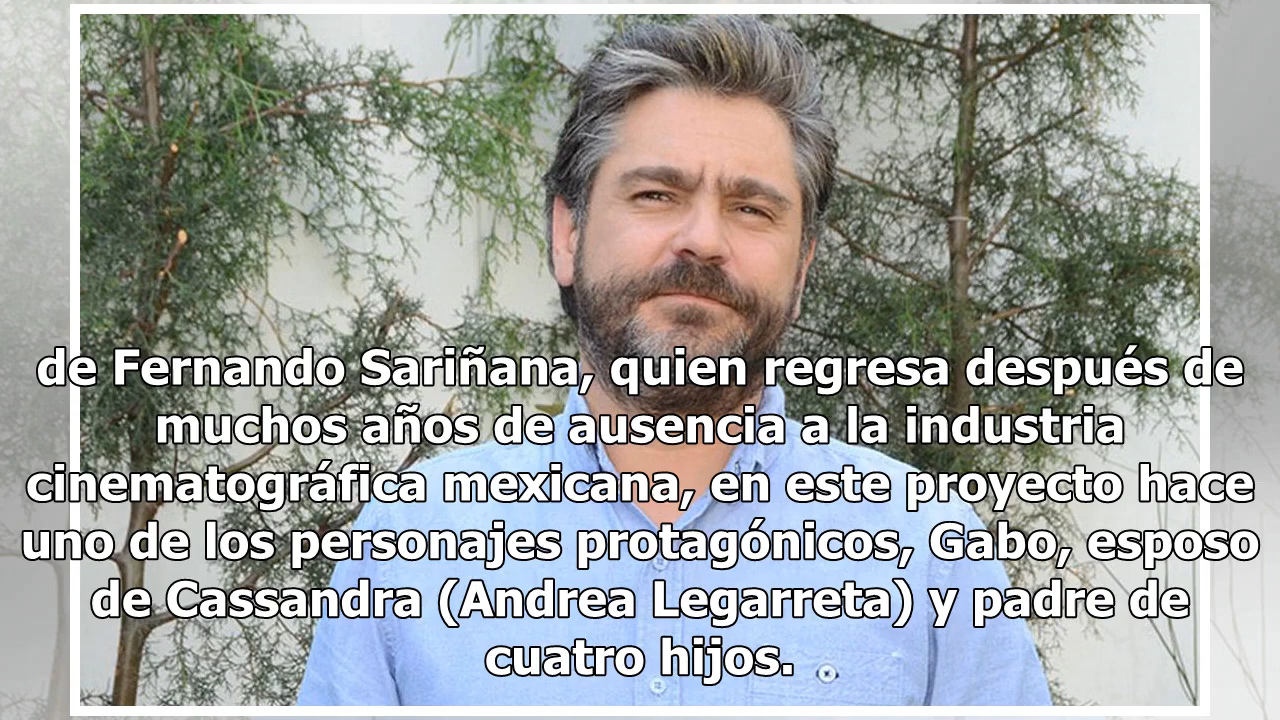 de Fernando Sariñana, quien regresa después de
muchos años de ausencia a la industria
cinematográfica mexicana, en este proyecto hace
uno de los personajes protagónicos, Gabo, esposo
de Cassandra (Andrea Legarreta) y padre de
cuatro hijos.